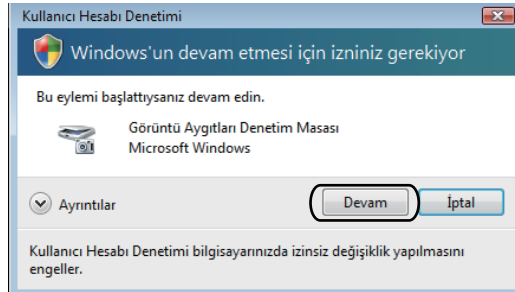 Kullanıcı Hesabı Denetimi
Windows'un devam etmesi için izniniz gerekiyor
Bu eylemi başlattıysanız devam edin.
Görüntü Aygıtları Denetim Masası
Microsoft Windows
Ayrıntılar
Devam
İptal
Kullanıcı Hesabı Denetimi bilgisayarınızda izinsiz değişiklik yapılmasını
engeller.